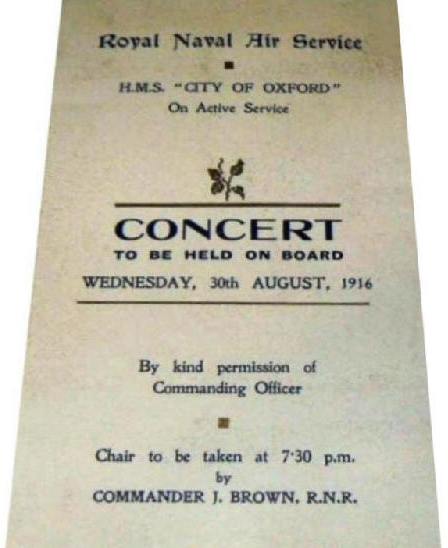 Royal Naval Air Service
H.M.S. "CITY OF OXFORD"
On Active Service
CONCERT
TO BE HELD ON BOARD
WEDNESDAY, 30th AUGUST, 1916
By kind permission of
Commanding Officer
Chair to be taken at 7·30 p.m.
by
COMMANDER J. BROWN, R.N.R.